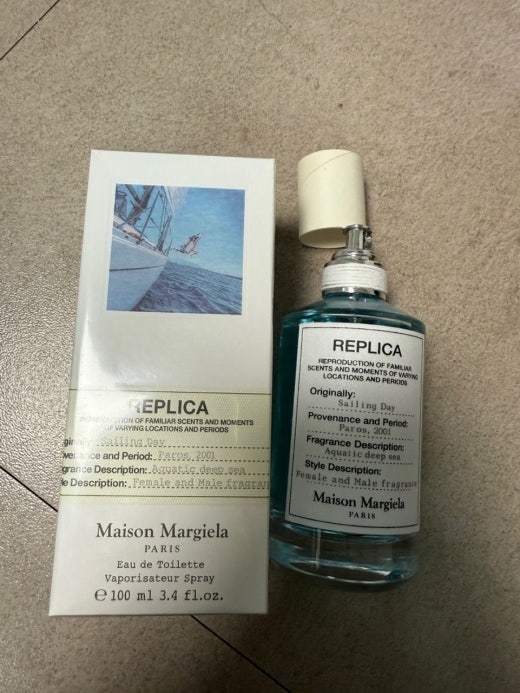 REPLICA
REPRODUCTION OF FAMILIAR SCENTS AND MOMENTS
OF VARYING LOCATIONS AND PERIODS
ginally: Sailing Day
ovenance and Period: Paros, 2001
grance Description: Aquatic deep sea
le Description: Female and Male fragran
Maison Margiela
PARIS
Eau de Toilette
Vaporisateur Spray
℮ 100 ml 3.4 fl.oz.
REPLICA
REPRODUCTION OF FAMILIAR
SCENTS AND MOMENTS OF VARYING
LOCATIONS AND PERIODS
Originally:
Sailing Day
Provenance and Period:
Paros, 2001
Fragrance Description:
Aquatic deep sea
Style Description:
Female and Male fragrance
Maison Margiela
PARIS